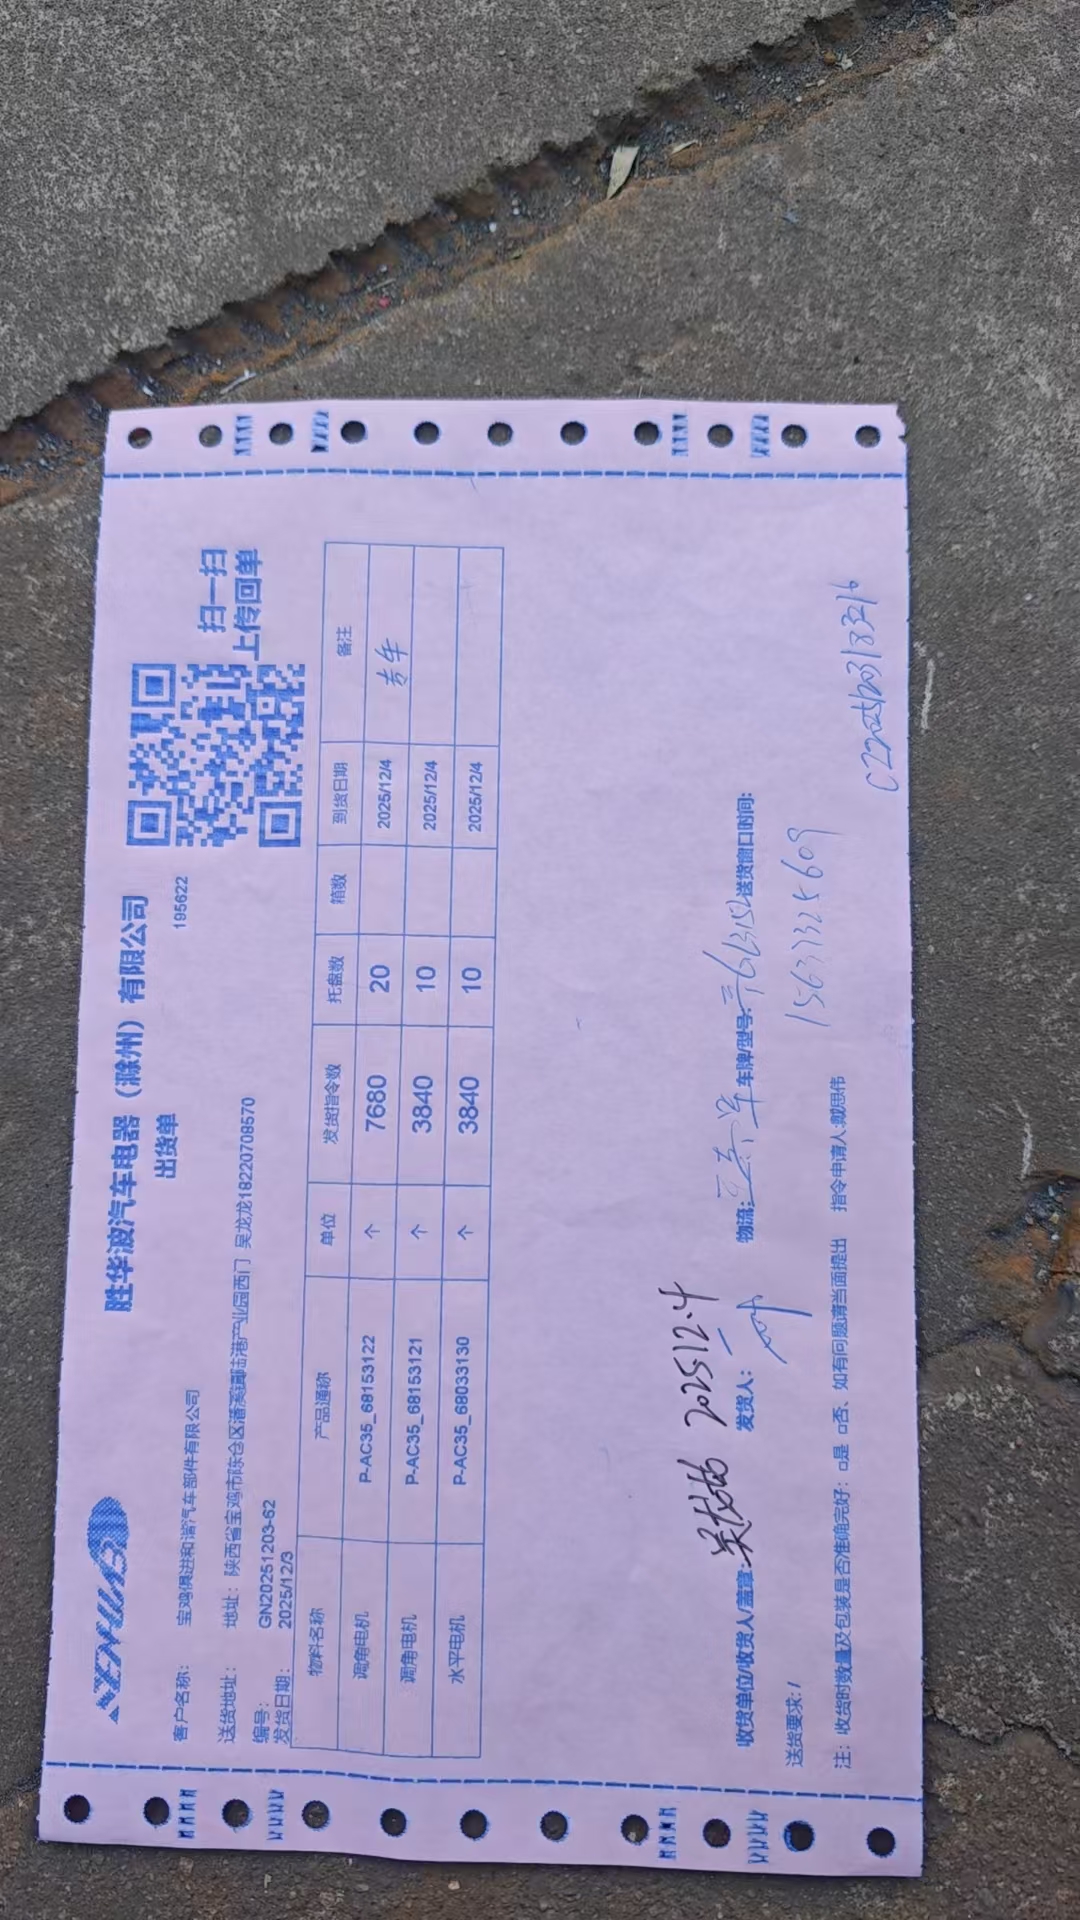 SENHUA
胜华波汽车电器（滁州）有限公司
出货单
195622
扫一扫
上传回单
客户名称： 宝鸡俱进和谐汽车部件有限公司
送货地址： 地址：陕西省宝鸡市陈仓区潘溪镇陆港产业园西门 吴龙龙18220708570
编号： GN20251203-62
发货日期： 2025/12/3
物料名称 产品通称 单位 发货指令数 托盘数 箱数 到货日期 备注
调角电机 P-AC35_68153122 个 7680 20 2025/12/4 专车
调角电机 P-AC35_68153121 个 3840 10 2025/12/4
水平电机 P-AC35_68033130 个 3840 10 2025/12/4
收货单位/收货人/盖章: 吴龙龙 2025.12.4 发货人： 物流: 车牌/型号: 送货窗口时间:
送货要求: / 15637325609
注：收货时数量及包装是否准确完好：□是 □否、如有问题请当面提出 指令申请人:戴思伟